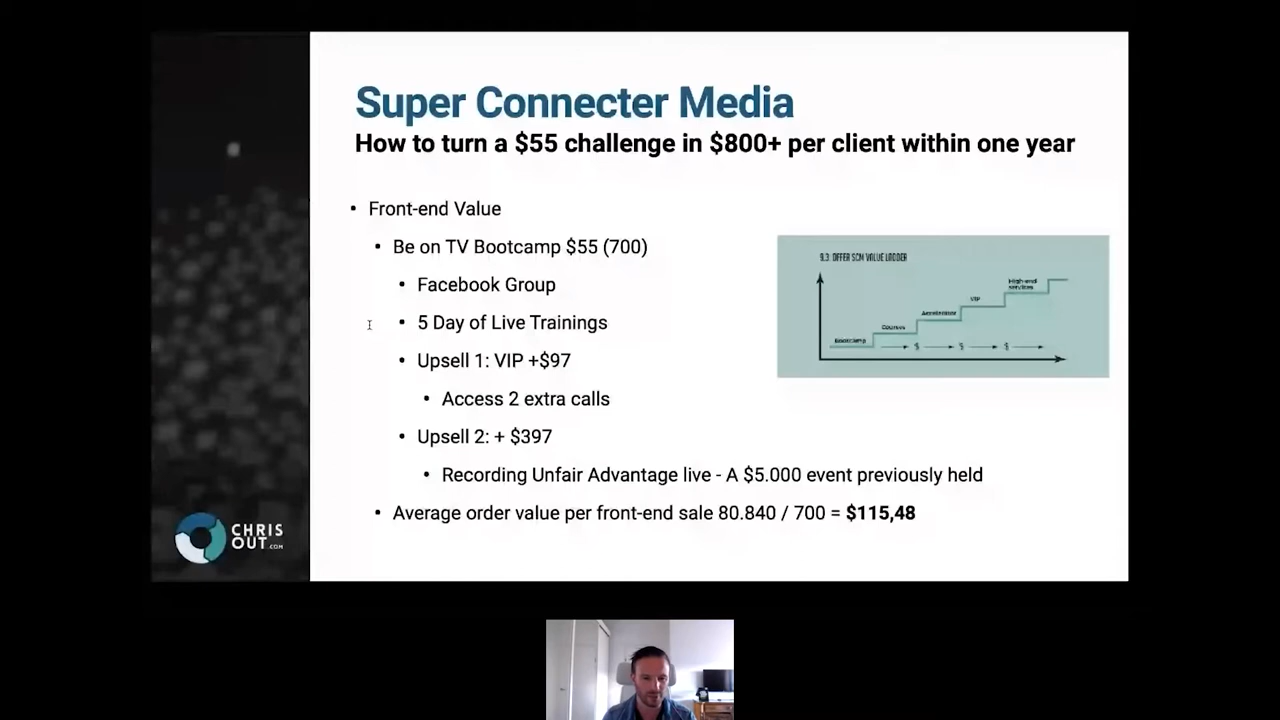 Super Connecter Media
How to turn a $55 challenge in $800+ per client within one year
• Front-end Value
• Be on TV Bootcamp $55 (700)
• Facebook Group
• 5 Day of Live Trainings
• Upsell 1: VIP +$97
• Access 2 extra calls
• Upsell 2: + $397
• Recording Unfair Advantage live - A $5.000 event previously held
• Average order value per front-end sale 80.840 / 700 = $115,48
9.3 OFFER SCM VALUE LADDER
High-end
services
VIP
Accelerator
Courses
Bootcamp
$ $ $
CHRIS
OUT.COM